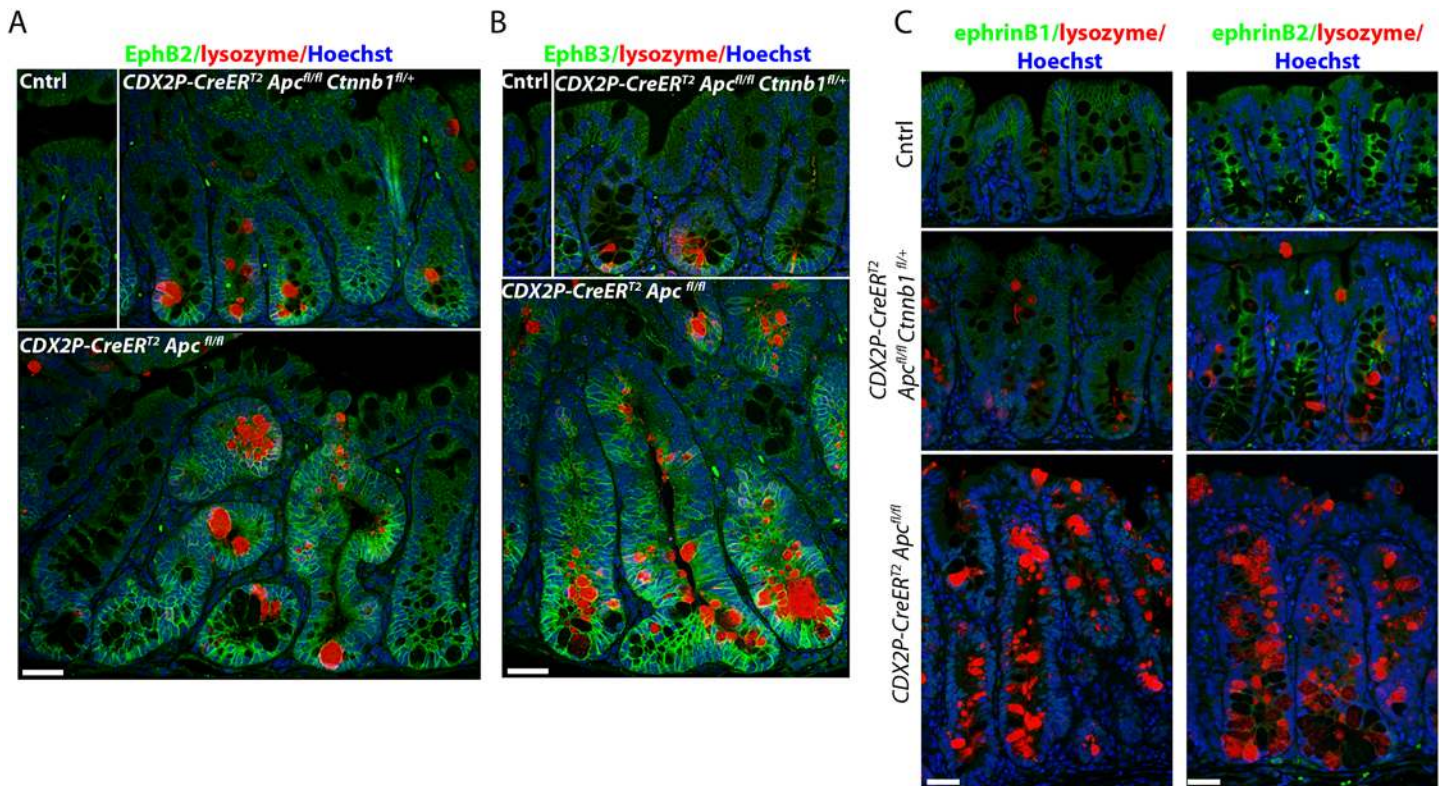 A
EphB2/lysozyme/Hoechst
Cntrl
CDX2P-CreERT2 Apcfl/fl Ctnnb1fl/+
CDX2P-CreERT2 Apc fl/fl
B
EphB3/lysozyme/Hoechst
Cntrl
CDX2P-CreERT2 Apcfl/fl Ctnnb1fl/+
CDX2P-CreERT2 Apc fl/fl
C
ephrinB1/lysozyme/
Hoechst
ephrinB2/lysozyme/
Hoechst
Cntrl
CDX2P-CreERT2
Apcfl/fl Ctnnb1 fl/+
CDX2P-CreERT2 Apcfl/fl